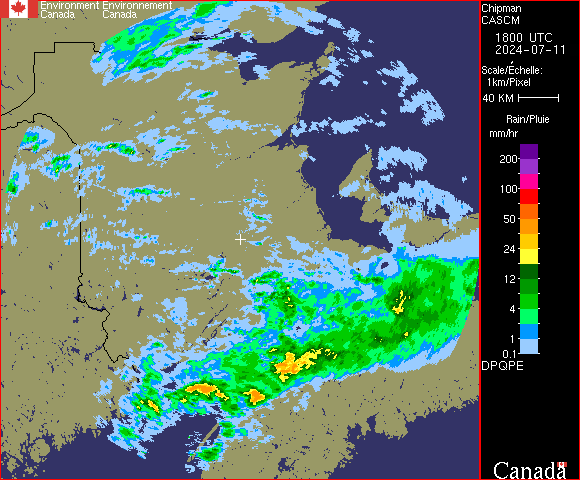 Environment Environnement
Canada Canada
Chipman
CASCM
1800 UTC
2024-07-11
Scale/Échelle:
1km/Pixel
40 KM
Rain/Pluie
mm/hr
200
100
50
24
12
4
1
0.1
DPQPE
Canada